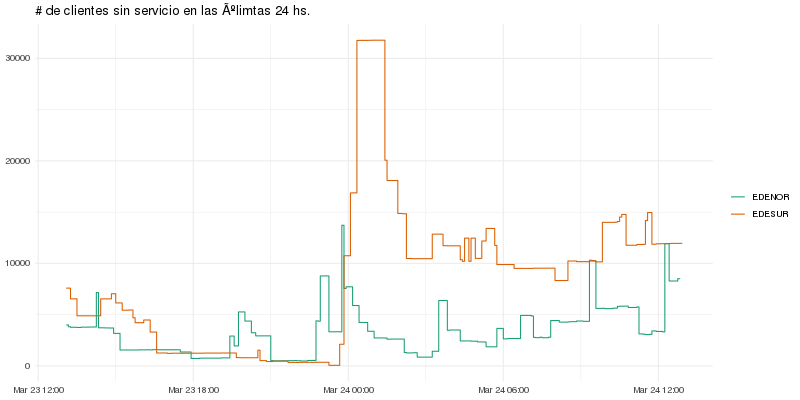 # de clientes sin servicio en las Ãºlimtas 24 hs.
30000
20000
10000
0
Mar 23 12:00 Mar 23 18:00 Mar 24 00:00 Mar 24 06:00 Mar 24 12:00
EDENOR
EDESUR